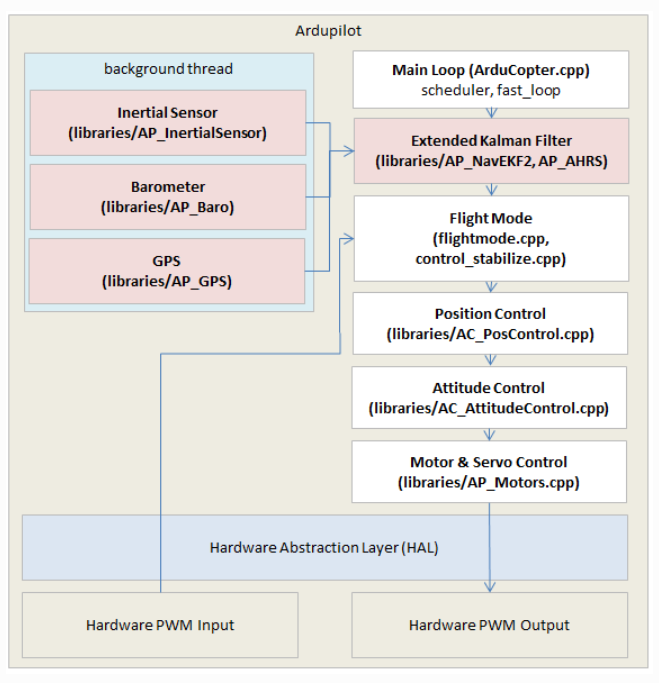 Ardupilot
background thread
Inertial Sensor
(libraries/AP_InertialSensor)
Barometer
(libraries/AP_Baro)
GPS
(libraries/AP_GPS)
Main Loop (ArduCopter.cpp)
scheduler, fast_loop
Extended Kalman Filter
(libraries/AP_NavEKF2, AP_AHRS)
Flight Mode
(flightmode.cpp,
control_stabilize.cpp)
Position Control
(libraries/AC_PosControl.cpp)
Attitude Control
(libraries/AC_AttitudeControl.cpp)
Motor & Servo Control
(libraries/AP_Motors.cpp)
Hardware Abstraction Layer (HAL)
Hardware PWM Input
Hardware PWM Output